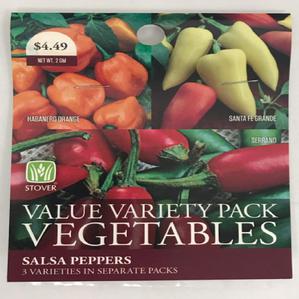 $4.49
NET WT. 2 GM
HABANERO ORANGE
SANTA FE GRANDE
SERRANO
STOVER
VALUE VARIETY PACK
VEGETABLES
SALSA PEPPERS
3 VARIETIES IN SEPARATE PACKS